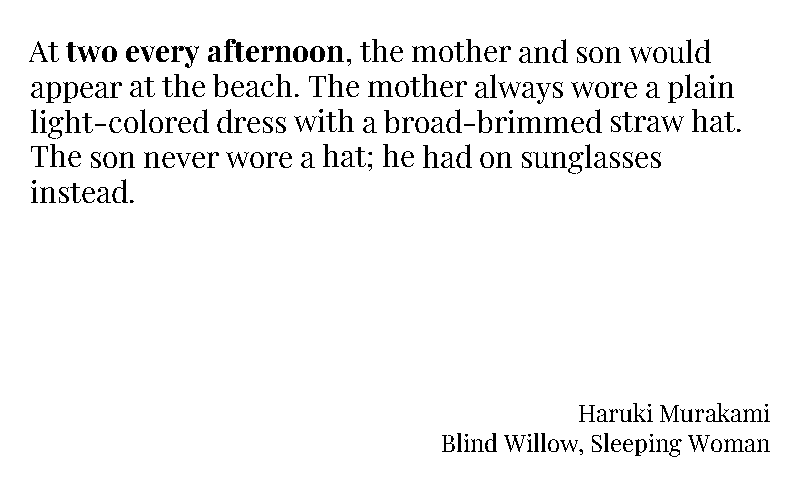 At two every afternoon, the mother and son would
appear at the beach. The mother always wore a plain
light-colored dress with a broad-brimmed straw hat.
The son never wore a hat; he had on sunglasses
instead.
Haruki Murakami
Blind Willow, Sleeping Woman